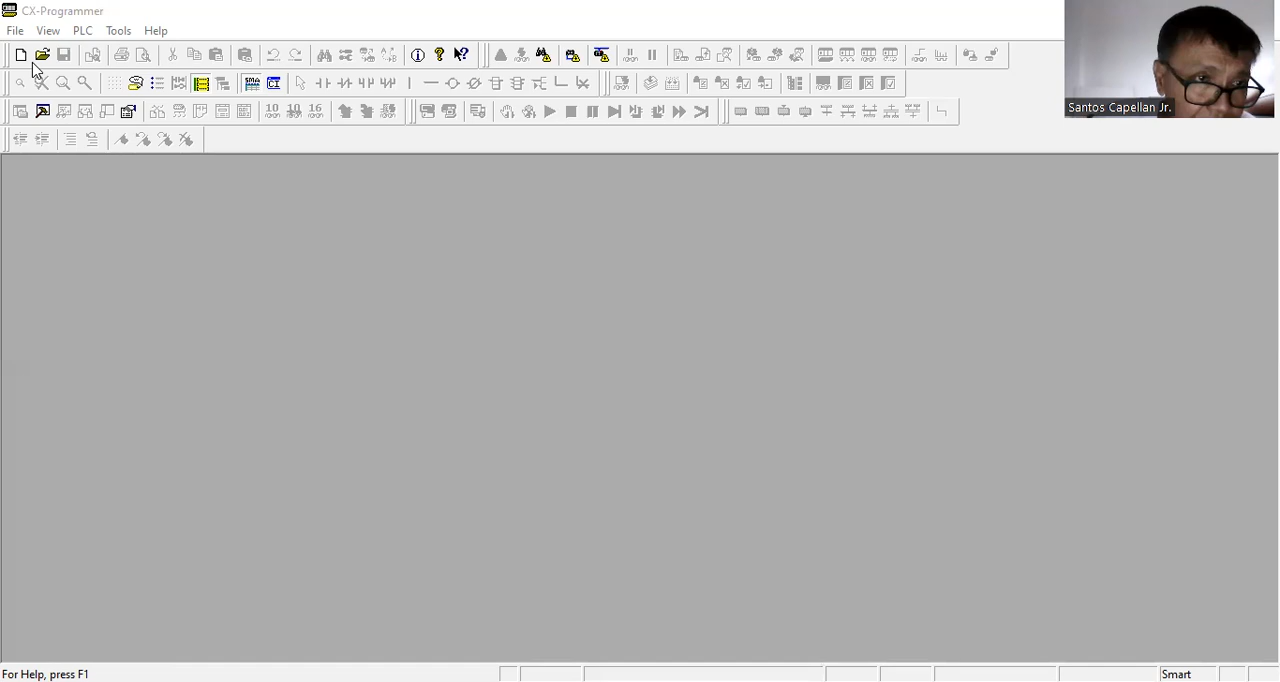 CX-Programmer
File View PLC Tools Help
10 10 16
Santos Capellan Jr.
For Help, press F1
Smart